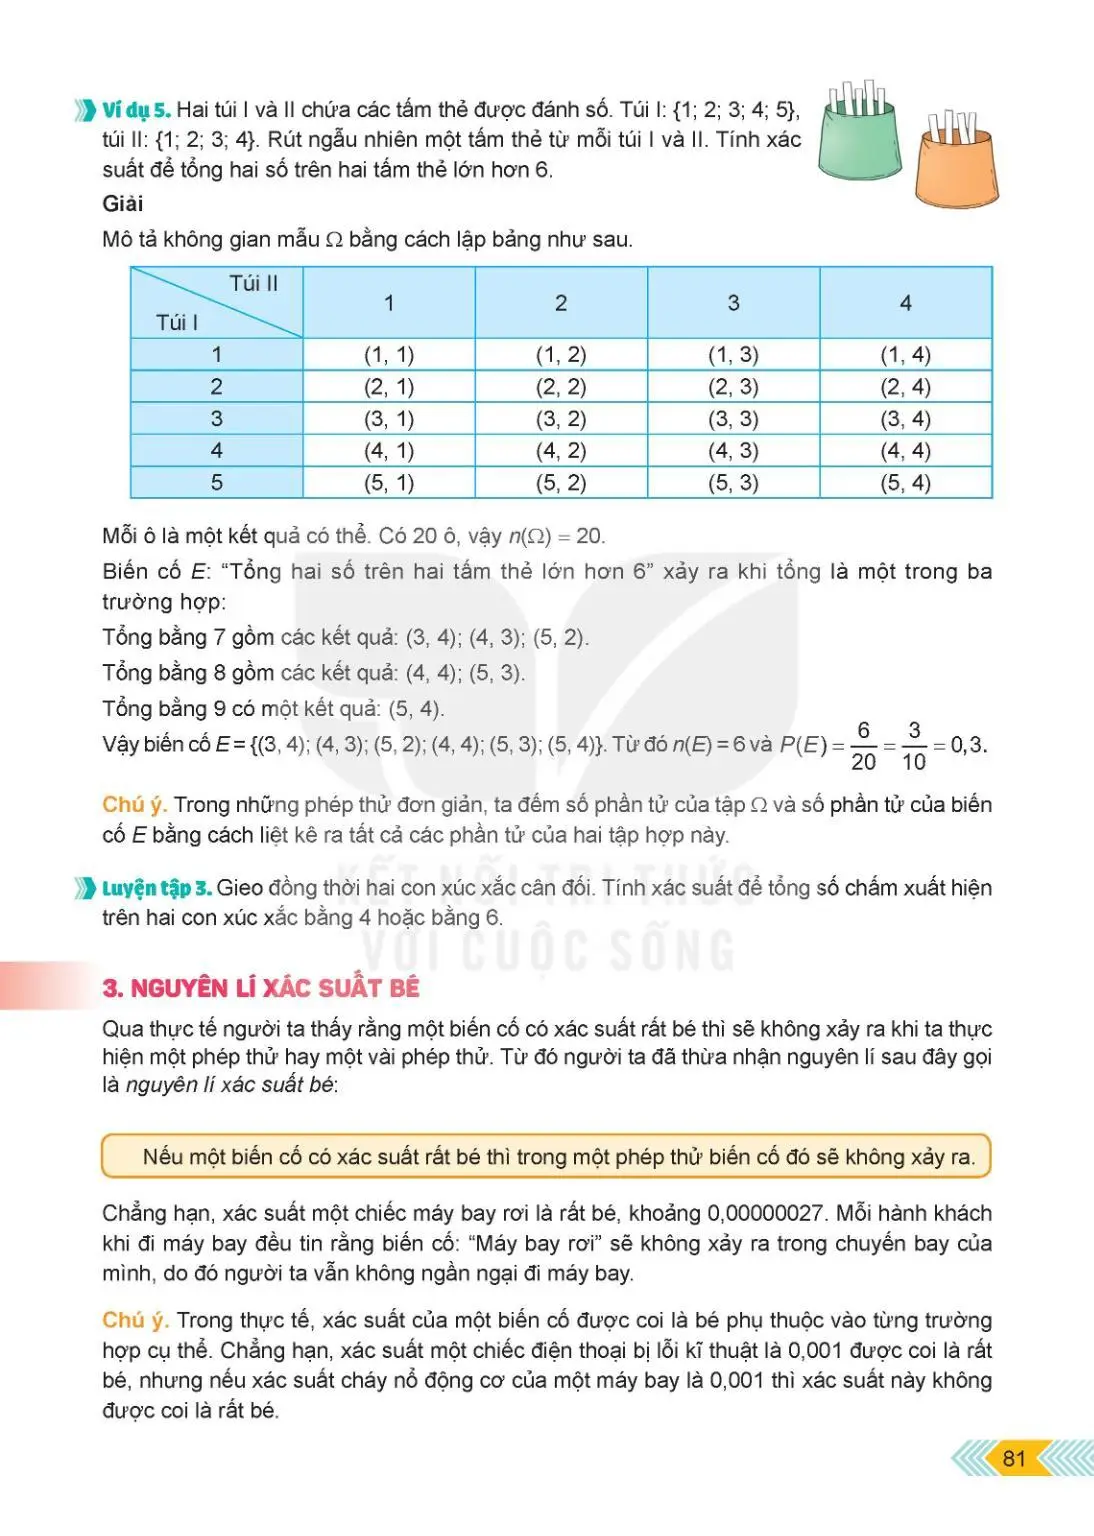 Ví dụ 5. Hai túi I và II chứa các tấm thẻ được đánh số. Túi I: {1; 2; 3; 4; 5},
túi II: {1; 2; 3; 4}. Rút ngẫu nhiên một tấm thẻ từ mỗi túi I và II. Tính xác
suất để tổng hai số trên hai tấm thẻ lớn hơn 6.
Giải
Mô tả không gian mẫu Ω bằng cách lập bảng như sau.
Túi II
Túi I
1 2 3 4
1 (1, 1) (1, 2) (1, 3) (1, 4)
2 (2, 1) (2, 2) (2, 3) (2, 4)
3 (3, 1) (3, 2) (3, 3) (3, 4)
4 (4, 1) (4, 2) (4, 3) (4, 4)
5 (5, 1) (5, 2) (5, 3) (5, 4)
Mỗi ô là một kết quả có thể. Có 20 ô, vậy n(Ω) = 20.
Biến cố E: “Tổng hai số trên hai tấm thẻ lớn hơn 6” xảy ra khi tổng là một trong ba
trường hợp:
Tổng bằng 7 gồm các kết quả: (3, 4); (4, 3); (5, 2).
Tổng bằng 8 gồm các kết quả: (4, 4); (5, 3).
Tổng bằng 9 có một kết quả: (5, 4).
Vậy biến cố E = {(3, 4); (4, 3); (5, 2); (4, 4); (5, 3); (5, 4)}. Từ đó n(E) = 6 và P(E) = 6/20 = 3/10 = 0,3.
Chú ý. Trong những phép thử đơn giản, ta đếm số phần tử của tập Ω và số phần tử của biến
cố E bằng cách liệt kê ra tất cả các phần tử của hai tập hợp này.
KẾT NỐI TRI THỨC
Luyện tập 3. Gieo đồng thời hai con xúc xắc cân đối. Tính xác suất để tổng số chấm xuất hiện
trên hai con xúc xắc bằng 4 hoặc bằng 6.
VỚI CUỘC SỐNG
3. NGUYÊN LÍ XÁC SUẤT BÉ
Qua thực tế người ta thấy rằng một biến cố có xác suất rất bé thì sẽ không xảy ra khi ta thực
hiện một phép thử hay một vài phép thử. Từ đó người ta đã thừa nhận nguyên lí sau đây gọi
là nguyên lí xác suất bé:
Nếu một biến cố có xác suất rất bé thì trong một phép thử biến cố đó sẽ không xảy ra.
Chẳng hạn, xác suất một chiếc máy bay rơi là rất bé, khoảng 0,00000027. Mỗi hành khách
khi đi máy bay đều tin rằng biến cố: “Máy bay rơi” sẽ không xảy ra trong chuyến bay của
mình, do đó người ta vẫn không ngần ngại đi máy bay.
Chú ý. Trong thực tế, xác suất của một biến cố được coi là bé phụ thuộc vào từng trường
hợp cụ thể. Chẳng hạn, xác suất một chiếc điện thoại bị lỗi kĩ thuật là 0,001 được coi là rất
bé, nhưng nếu xác suất cháy nổ động cơ của một máy bay là 0,001 thì xác suất này không
được coi là rất bé.
81